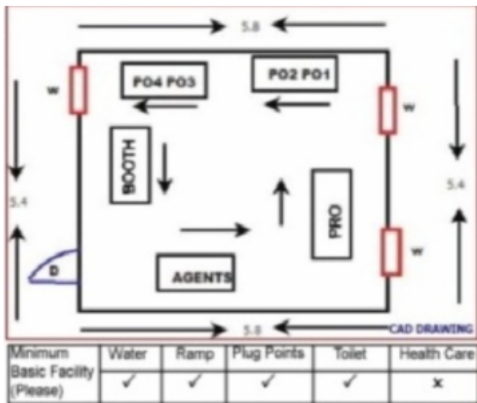 5.8
W
PO4 PO3
PO2 PO1
W
BOOTH
5.4
5.4
PRO
W
D
AGENTS
5.8
CAD DRAWING
Minimum Basic Facility (Please)
Water
Ramp
Plug Points
Toilet
Health Care
✓
✓
✓
✓
x